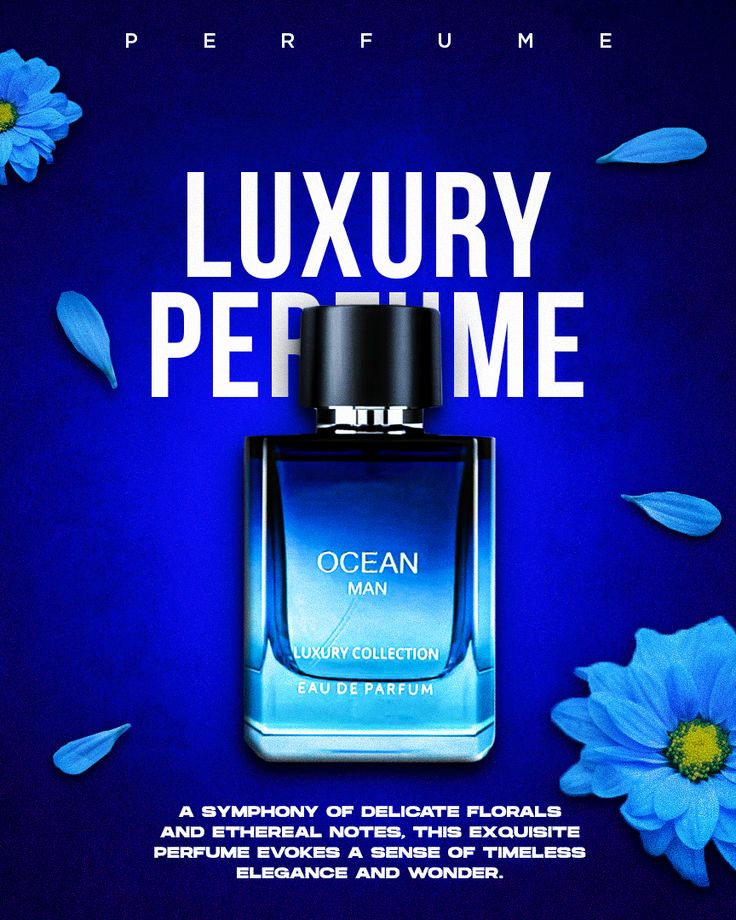 PERFUME
LUXURY
PERFUME
OCEAN
MAN
LUXURY COLLECTION
EAU DE PARFUM
A SYMPHONY OF DELICATE FLORALS
AND ETHEREAL NOTES, THIS EXQUISITE
PERFUME EVOKES A SENSE OF TIMELESS
ELEGANCE AND WONDER.